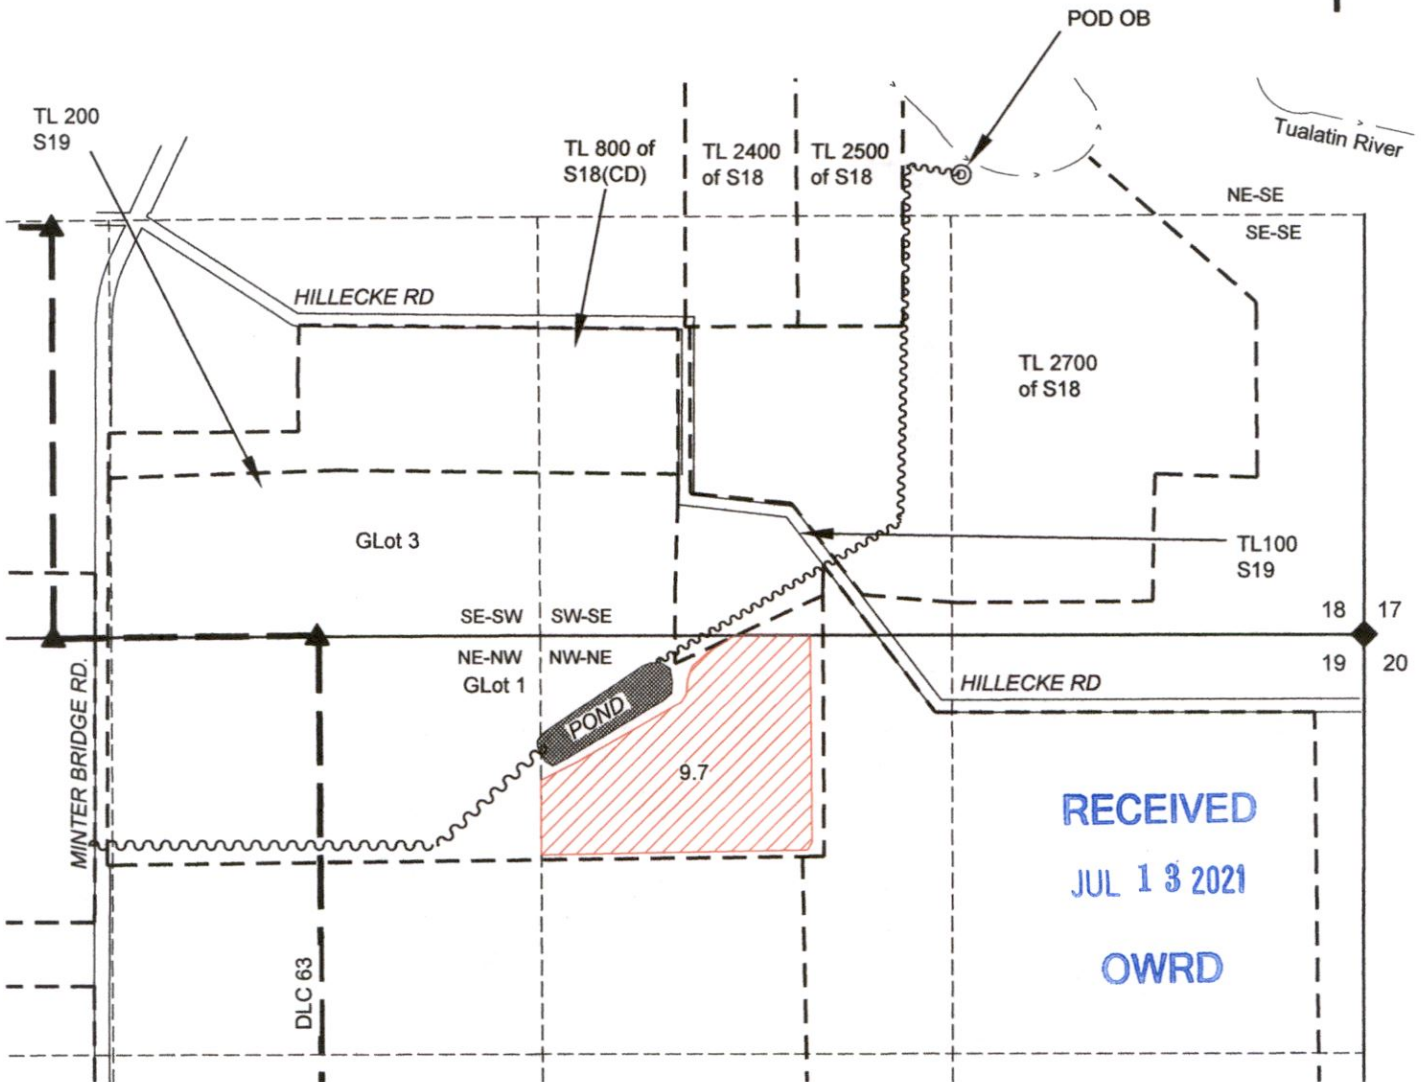 POD OB
Tualatin River
TL 200
S19
TL 800 of
S18(CD)
TL 2400
of S18
TL 2500
of S18
NE-SE
SE-SE
HILLECKE RD
TL 2700
of S18
GLot 3
TL100
S19
SE-SW
SW-SE
18
17
NE-NW
NW-NE
19
20
GLot 1
HILLECKE RD
POND
MINTER BRIDGE RD.
9.7
RECEIVED
JUL 13 2021
OWRD
DLC 63